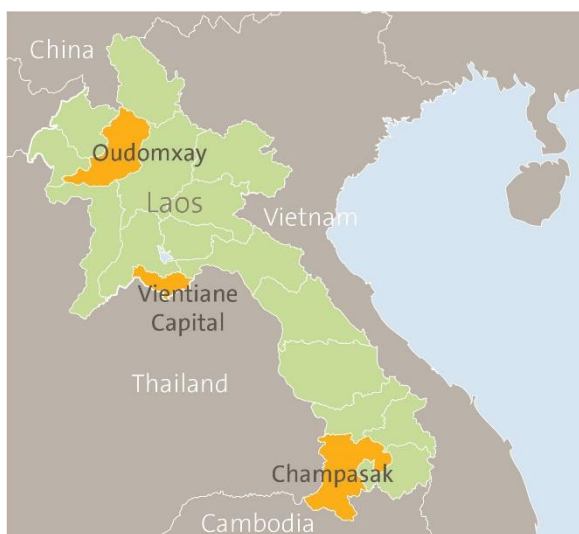 China
Oudomxay
Laos
Vietnam
Vientiane
Capital
Thailand
Champasak
Cambodia